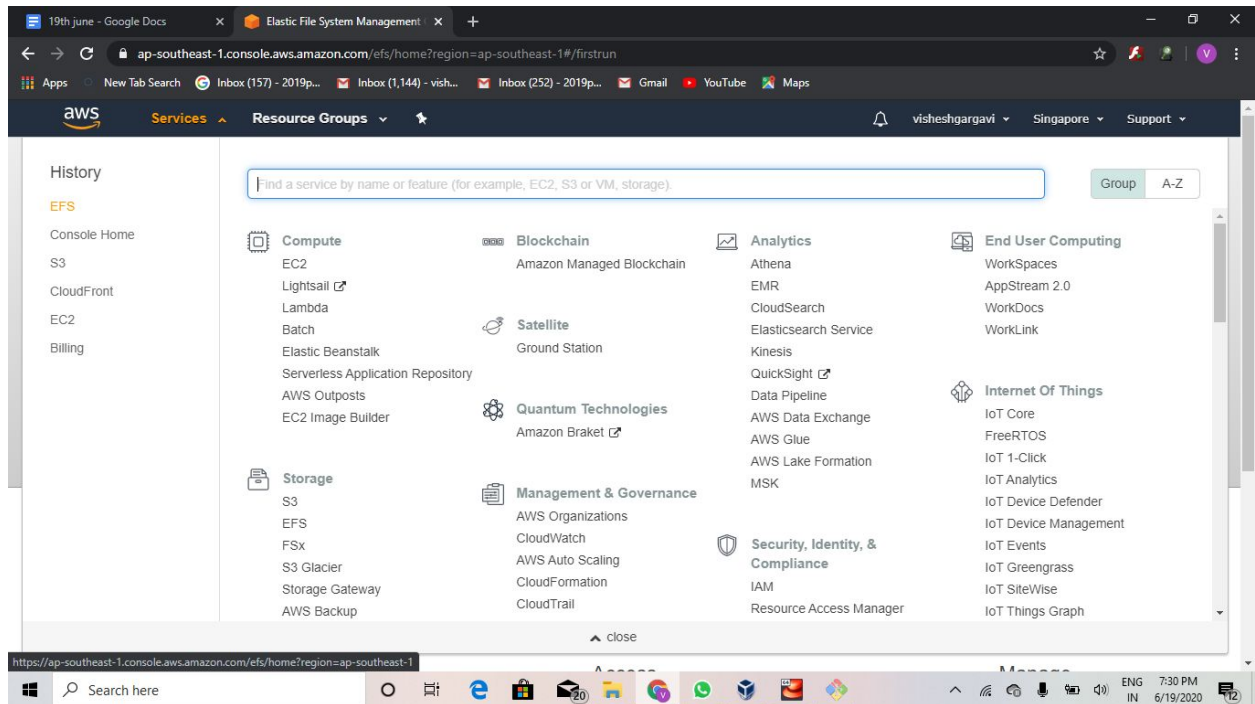 19th june - Google Docs
Elastic File System Management
ap-southeast-1.console.aws.amazon.com/efs/home?region=ap-southeast-1#/firstrun
V
Apps New Tab Search Inbox (157) - 2019p... Inbox (1,144) - vish... Inbox (252) - 2019p... Gmail YouTube Maps
aws Services Resource Groups visheshgargavi Singapore Support
History
EFS
Console Home
S3
CloudFront
EC2
Billing
Find a service by name or feature (for example, EC2, S3 or VM, storage).
Group A-Z
Compute
EC2
Lightsail
Lambda
Batch
Elastic Beanstalk
Serverless Application Repository
AWS Outposts
EC2 Image Builder
Storage
S3
EFS
FSx
S3 Glacier
Storage Gateway
AWS Backup
Blockchain
Amazon Managed Blockchain
Satellite
Ground Station
Quantum Technologies
Amazon Braket
Management & Governance
AWS Organizations
CloudWatch
AWS Auto Scaling
CloudFormation
CloudTrail
Analytics
Athena
EMR
CloudSearch
Elasticsearch Service
Kinesis
QuickSight
Data Pipeline
AWS Data Exchange
AWS Glue
AWS Lake Formation
MSK
Security, Identity, &
Compliance
IAM
Resource Access Manager
End User Computing
WorkSpaces
AppStream 2.0
WorkDocs
WorkLink
Internet Of Things
IoT Core
FreeRTOS
IoT 1-Click
IoT Analytics
IoT Device Defender
IoT Device Management
IoT Events
IoT Greengrass
IoT SiteWise
IoT Things Graph
close
https://ap-southeast-1.console.aws.amazon.com/efs/home?region=ap-southeast-1
Search here
20
ENG
IN
7:30 PM
6/19/2020
12